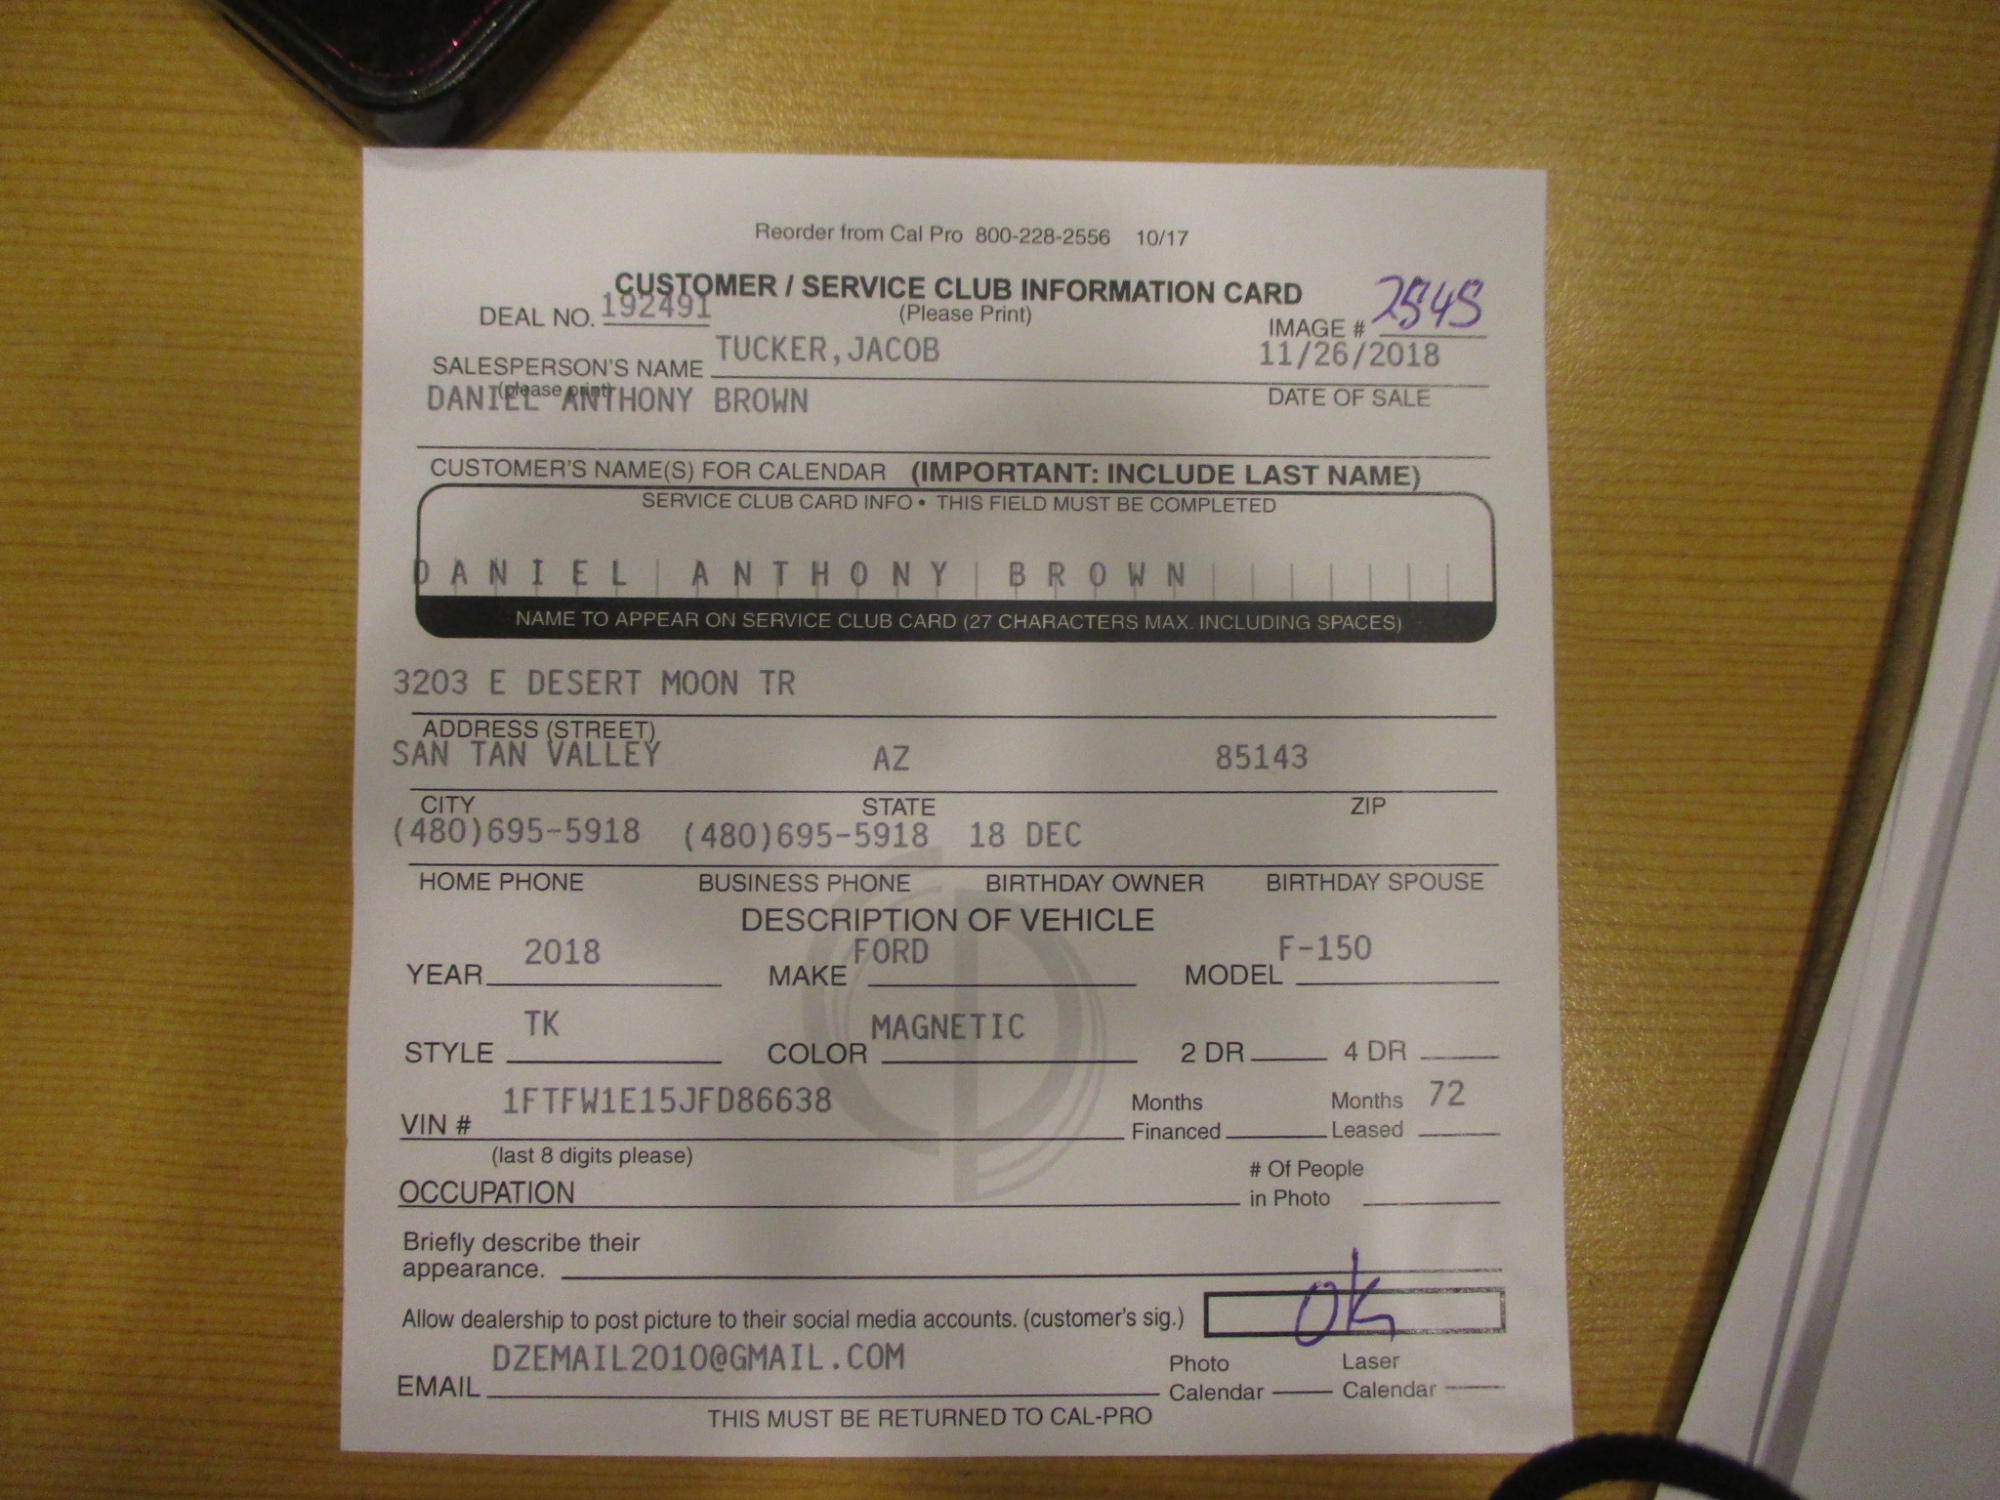 Reorder from Cal Pro 800-228-2556 10/17
CUSTOMER / SERVICE CLUB INFORMATION CARD
(Please Print)
DEAL NO. 192491
IMAGE # 2545
SALESPERSON'S NAME TUCKER,JACOB 11/26/2018
(please print)
DATE OF SALE
DANIEL ANTHONY BROWN
CUSTOMER'S NAME(S) FOR CALENDAR (IMPORTANT: INCLUDE LAST NAME)
SERVICE CLUB CARD INFO • THIS FIELD MUST BE COMPLETED
DANIEL ANTHONY BROWN
NAME TO APPEAR ON SERVICE CLUB CARD (27 CHARACTERS MAX. INCLUDING SPACES)
3203 E DESERT MOON TR
ADDRESS (STREET)
SAN TAN VALLEY AZ 85143
CITY STATE ZIP
(480)695-5918 (480)695-5918 18 DEC
HOME PHONE BUSINESS PHONE BIRTHDAY OWNER BIRTHDAY SPOUSE
DESCRIPTION OF VEHICLE
YEAR 2018 MAKE FORD MODEL F-150
STYLE TK COLOR MAGNETIC 2 DR 4 DR
VIN # 1FTFW1E15JFD86638 Months Financed Months Leased 72
(last 8 digits please)
OCCUPATION # Of People in Photo
Briefly describe their
appearance.
Allow dealership to post picture to their social media accounts. (customer's sig.) OK
EMAIL DZEMAIL2010@GMAIL.COM Photo Calendar Laser Calendar
THIS MUST BE RETURNED TO CAL-PRO